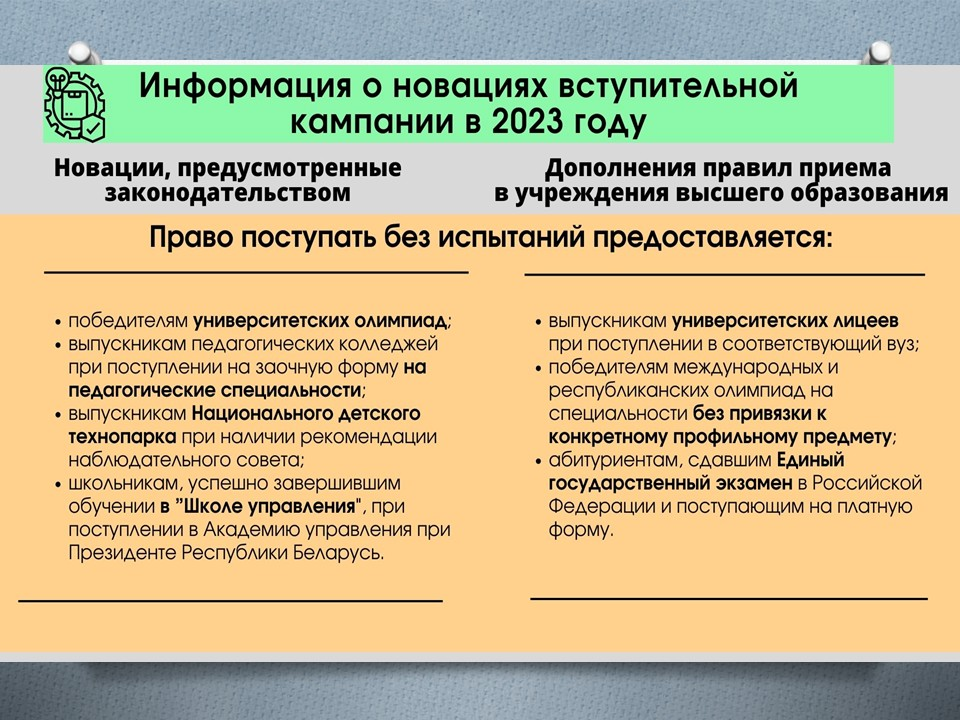 Информация о новациях вступительной
кампании в 2023 году
Новации, предусмотренные
законодательством
Дополнения правил приема
в учреждения высшего образования
Право поступать без испытаний предоставляется:
• победителям университетских олимпиад;
• выпускникам педагогических колледжей
при поступлении на заочную форму на
педагогические специальности;
• выпускникам Национального детского
технопарка при наличии рекомендации
наблюдательного совета;
• школьникам, успешно завершившим
обучении в ”Школе управления", при
поступлении в Академию управления при
Президенте Республики Беларусь.
• выпускникам университетских лицеев
при поступлении в соответствующий вуз;
• победителям международных и
республиканских олимпиад на
специальности без привязки к
конкретному профильному предмету;
• абитуриентам, сдавшим Единый
государственный экзамен в Российской
Федерации и поступающим на платную
форму.